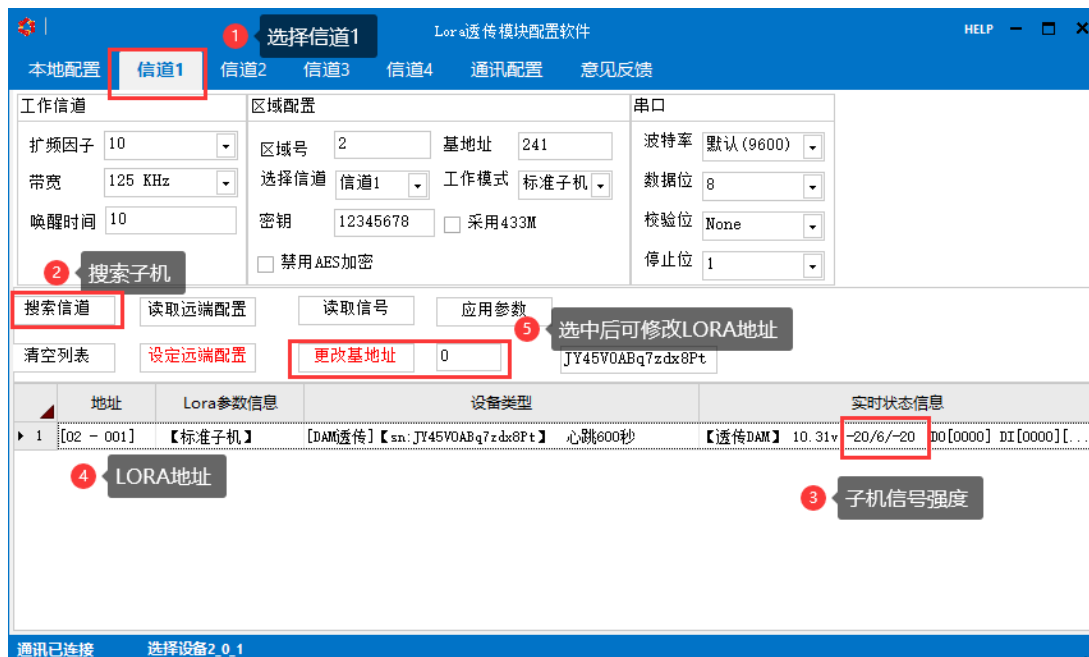 1 选择信道1
Lora透传模块配置软件
HELP
本地配置 信道1 信道2 信道3 信道4 通讯配置 意见反馈
工作信道 区域配置 串口
扩频因子 10 区域号 2 基地址 241 波特率 默认(9600)
带宽 125 KHz 选择信道 信道1 工作模式 标准子机 数据位 8
唤醒时间 10 密钥 12345678 采用433M 校验位 None
禁用AES加密 停止位 1
2 搜索子机
搜索信道 读取远端配置 读取信号 应用参数
5 选中后可修改LORA地址
清空列表 设定远端配置 更改基地址 0 JY45V0ABq7zdx8Pt
地址 Lora参数信息 设备类型 实时状态信息
1 [02 - 001] 【标准子机】 [DAM透传]【sn:JY45V0ABq7zdx8Pt】 心跳600秒 【透传DAM】 10.31v -20/6/-20 DO[0000] DI[0000][...
4 LORA地址
3 子机信号强度
通讯已连接 选择设备2_0_1